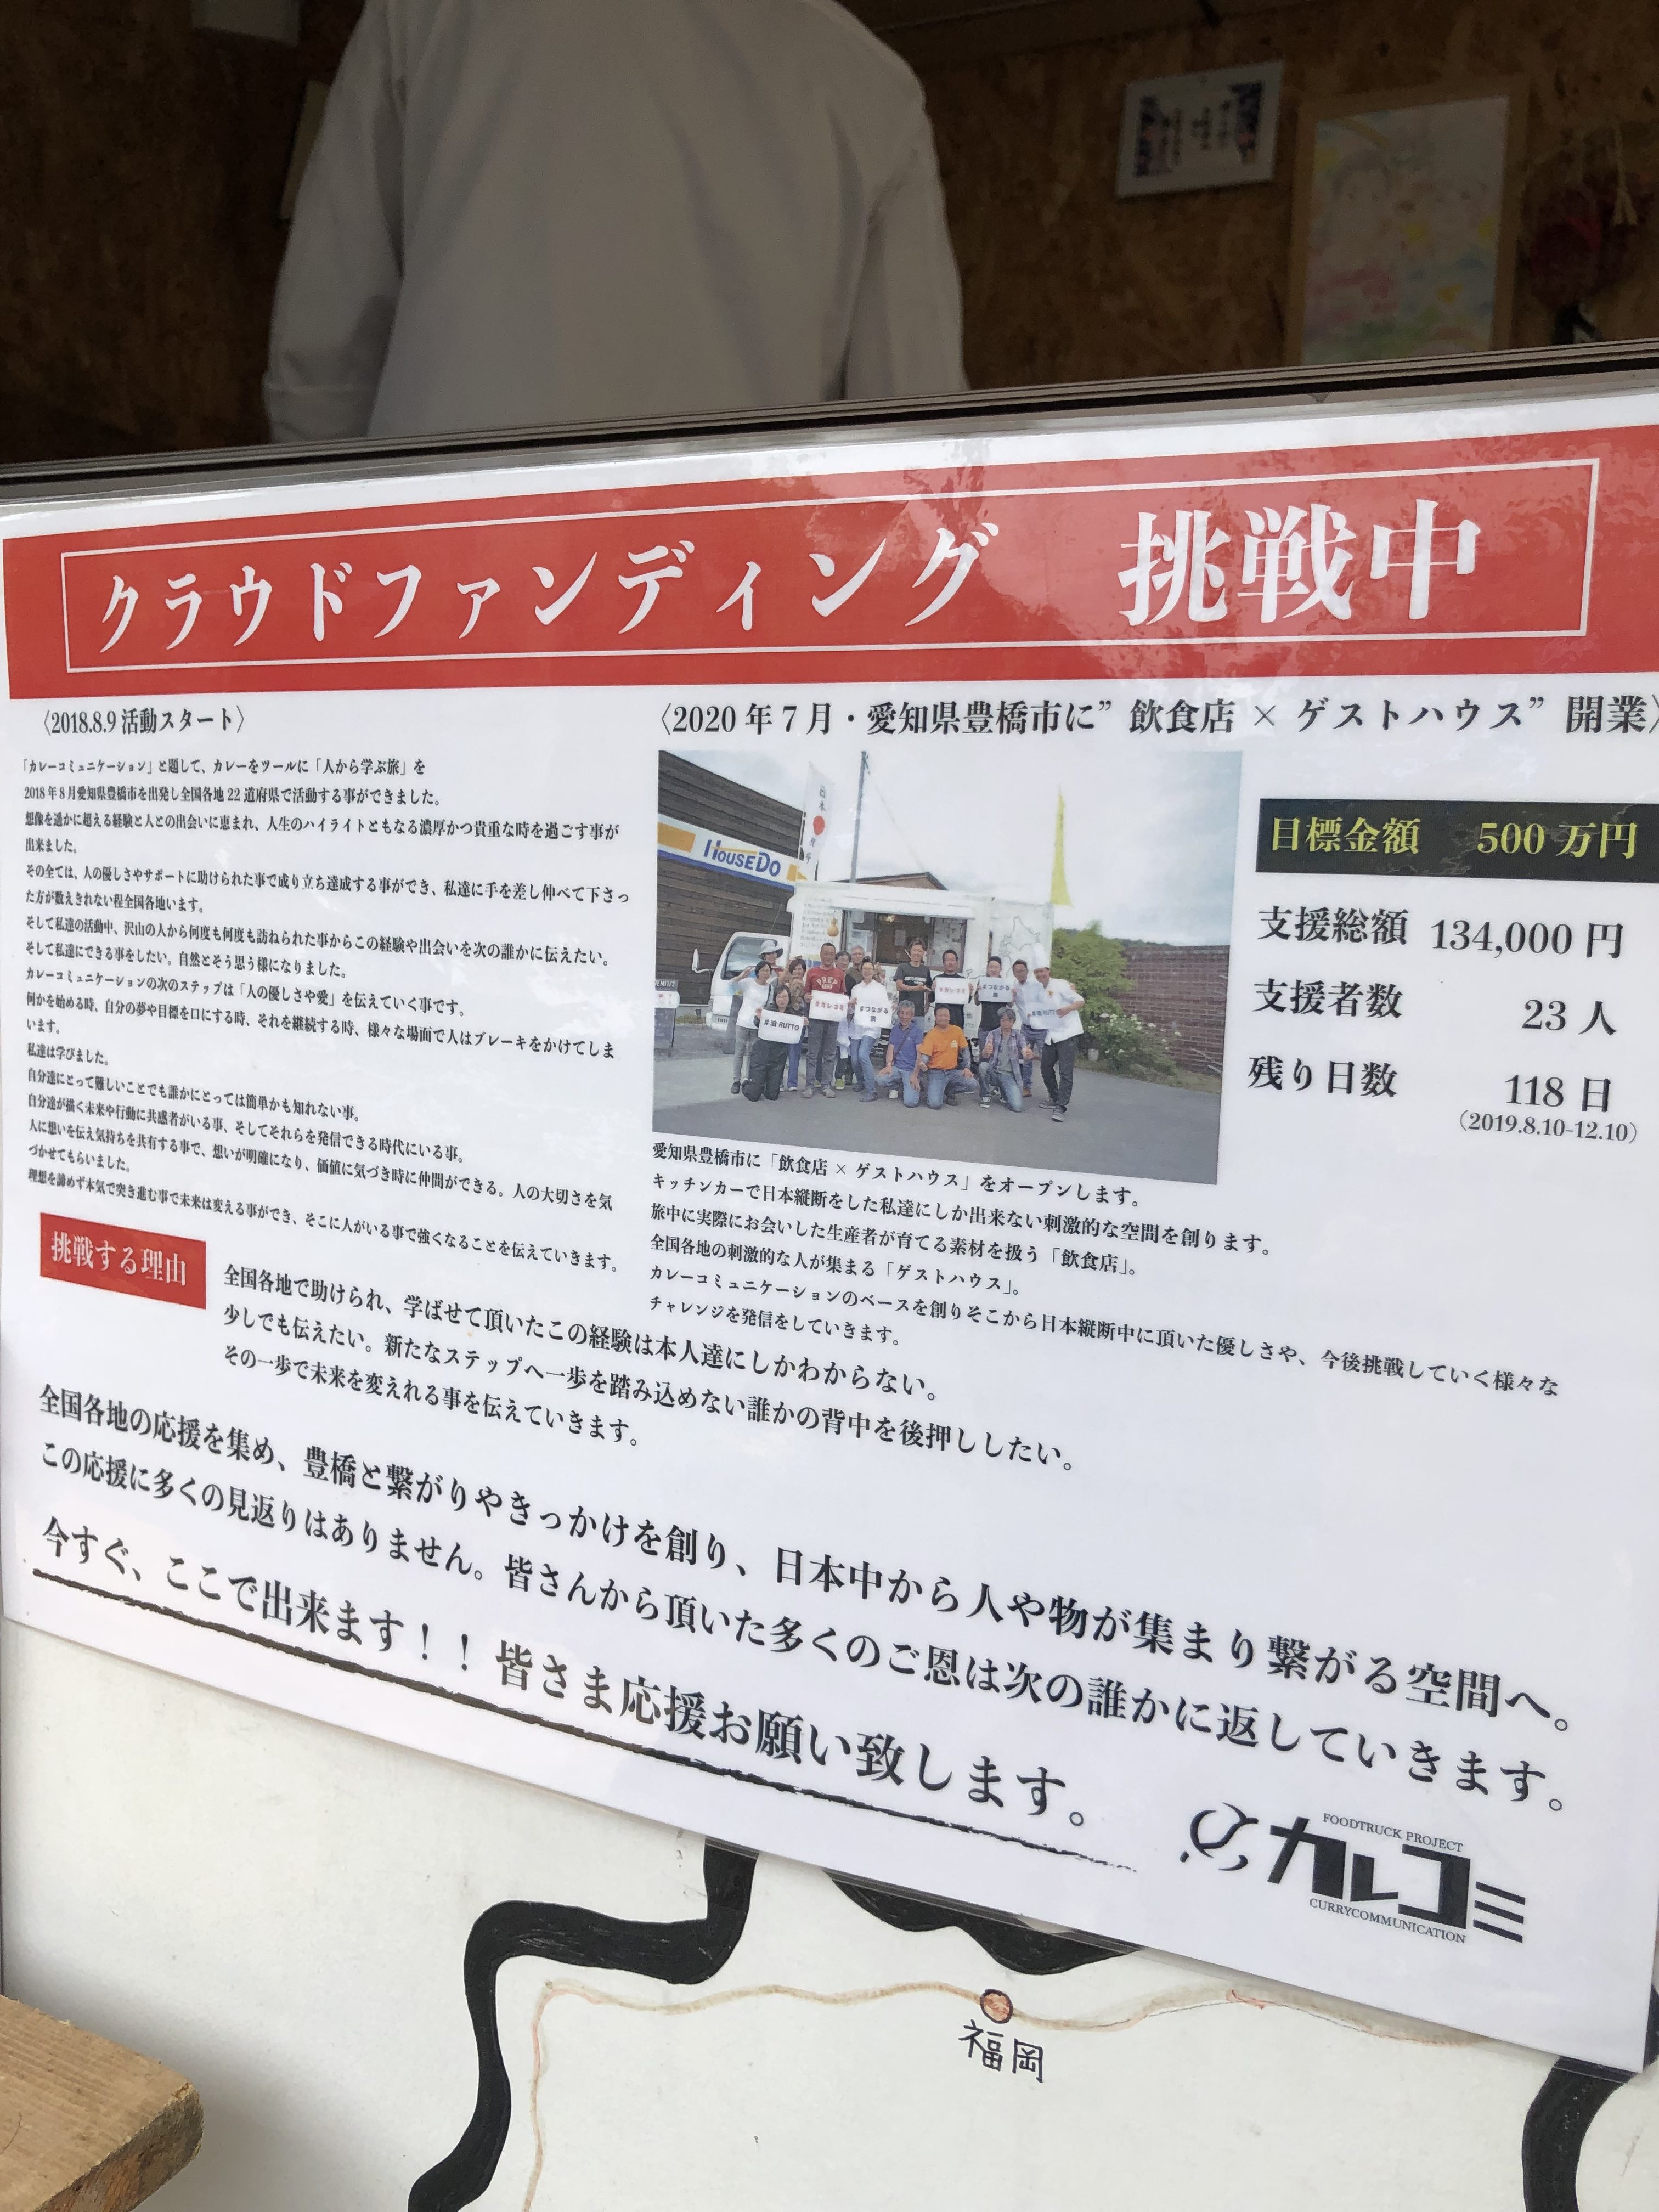 クラウドファンディング 挑戦中
〈2018.8.9 活動スタート〉
「カレーコミュニケーション」と題して、カレーをツールに「人から学ぶ旅」を
2018年8月愛知県豊橋市を出発し全国各地22道府県で活動する事ができました。
想像を遥かに超える経験と人との出会いに恵まれ、人生のハイライトともなる濃厚かつ貴重な時を過ごす事が
出来ました。
その全ては、人の優しさやサポートに助けられた事で成り立ち達成する事ができ、私達に手を差し伸べて下さっ
た方が数えきれない程全国各地います。
そして私達の活動中、沢山の人から何度も何度も訪ねられた事からこの経験や出会いを次の誰かに伝えたい。
そして私達にできる事をしたい。自然とそう思う様になりました。
カレーコミュニケーションの次のステップは「人の優しさや愛」を伝えていく事です。
何かを始める時、自分の夢や目標を口にする時、それを継続する時、様々な場面で人はブレーキをかけてしま
います。
私達は学びました。
自分達にとって難しいことでも誰かにとっては簡単かも知れない事。
自分達が描く未来や行動に共感者がいる事、そしてそれらを発信できる時代にいる事。
人に想いを伝え気持ちを共有する事で、想いが明確になり、価値に気づき時に仲間ができる。人の大切さを気
づかせてもらいました。
理想を諦めず本気で突き進む事で未来は変える事ができ、そこに人がいる事で強くなることを伝えていきます。
〈2020年7月・愛知県豊橋市に”飲食店 × ゲストハウス” 開業〉
HOUSEDO
目標金額 500万円
支援総額 134,000円
支援者数 23人
残り日数 118日
（2019.8.10-12.10）
愛知県豊橋市に「飲食店 × ゲストハウス」をオープンします。
キッチンカーで日本縦断をした私達にしか出来ない刺激的な空間を創ります。
旅中に実際にお会いした生産者が育てる素材を扱う「飲食店」。
全国各地の刺激的な人が集まる「ゲストハウス」。
カレーコミュニケーションのベースを創りそこから日本縦断中に頂いた優しさや、今後挑戦していく様々な
チャレンジを発信をしていきます。
挑戦する理由
全国各地で助けられ、学ばせて頂いたこの経験は本人達にしかわからない。
少しでも伝えたい。新たなステップへ一歩を踏み込めない誰かの背中を後押ししたい。
その一歩で未来を変えれる事を伝えていきます。
全国各地の応援を集め、豊橋と繋がりやきっかけを創り、日本中から人や物が集まり繋がる空間へ。
この応援に多くの見返りはありません。皆さんから頂いた多くのご恩は次の誰かに返していきます。
今すぐ、ここで出来ます！！皆さま応援お願い致します。
FOODTRUCK PROJECT
カレコミ
CURRYCOMMUNICATION
福岡